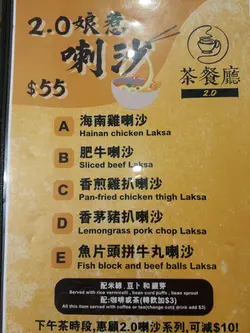 2.0娘惹
喇沙
$55
茶餐廳
2.0
A 海南雞喇沙
Hainan chicken Laksa
B 肥牛喇沙
Sliced beef Laksa
C 香煎雞扒喇沙
Pan-fried chicken thigh Laksa
D 香茅豬扒喇沙
Lemongrass pork chop Laksa
E 魚片頭拼牛丸喇沙
Fish block and beef balls Laksa
配米線, 豆卜和銀芽
Served with rice vermicelli , bean curd puffs , bean sprout
配:咖啡或茶(轉飲加$3)
All this item served with coffee or tea(change cold drink add $3)
下午茶時段,惠顧2.0喇沙系列,可減$10!